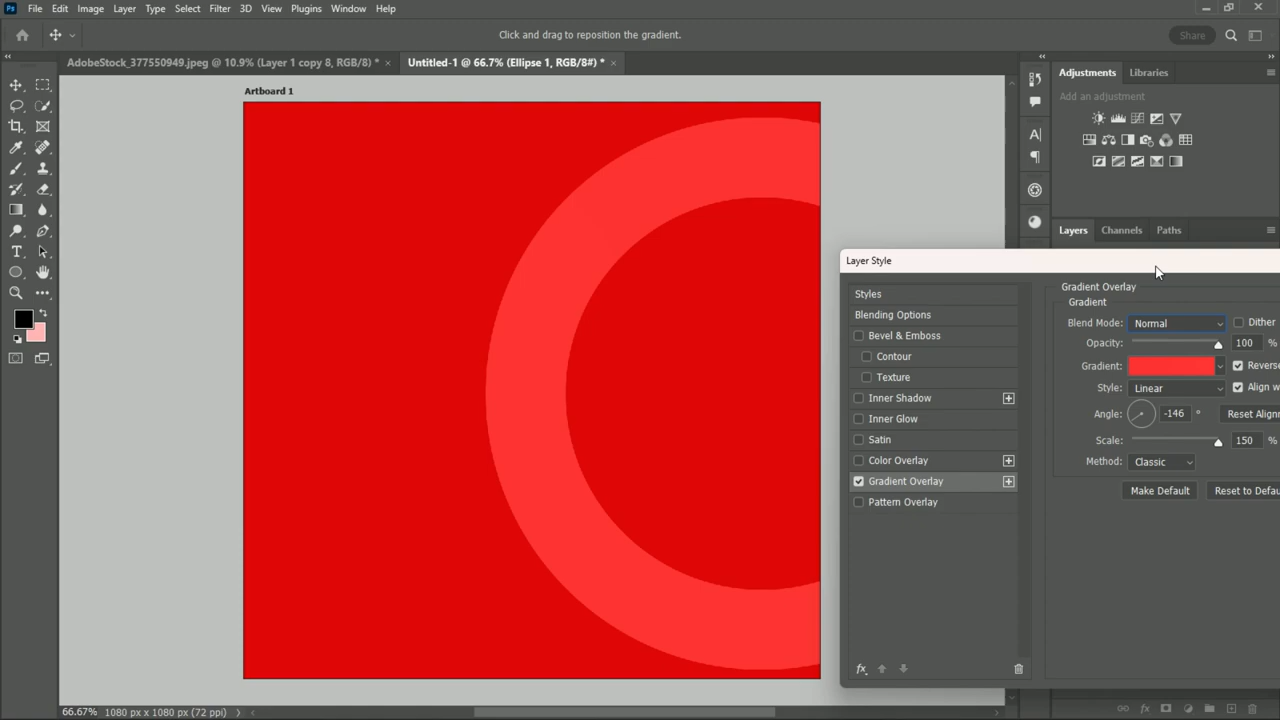 Ps File Edit Image Layer Type Select Filter 3D View Plugins Window Help
Click and drag to reposition the gradient.
Share
AdobeStock_377550949.jpeg @ 10.9% (Layer 1 copy 8, RGB/8) *
Untitled-1 @ 66.7% (Ellipse 1, RGB/8#) *
Adjustments Libraries
Artboard 1
Add an adjustment
Layers Channels Paths
Layer Style
Styles
Blending Options
Bevel & Emboss
Contour
Texture
Inner Shadow
Inner Glow
Satin
Color Overlay
Gradient Overlay
Pattern Overlay
fx
Gradient Overlay
Gradient
Blend Mode: Normal Dither
Opacity: 100 %
Gradient: Reverse
Style: Linear Align w
Angle: -146 ° Reset Alignm
Scale: 150 %
Method: Classic
Make Default Reset to Defau
66.67% 1080 px x 1080 px (72 ppi)
fx